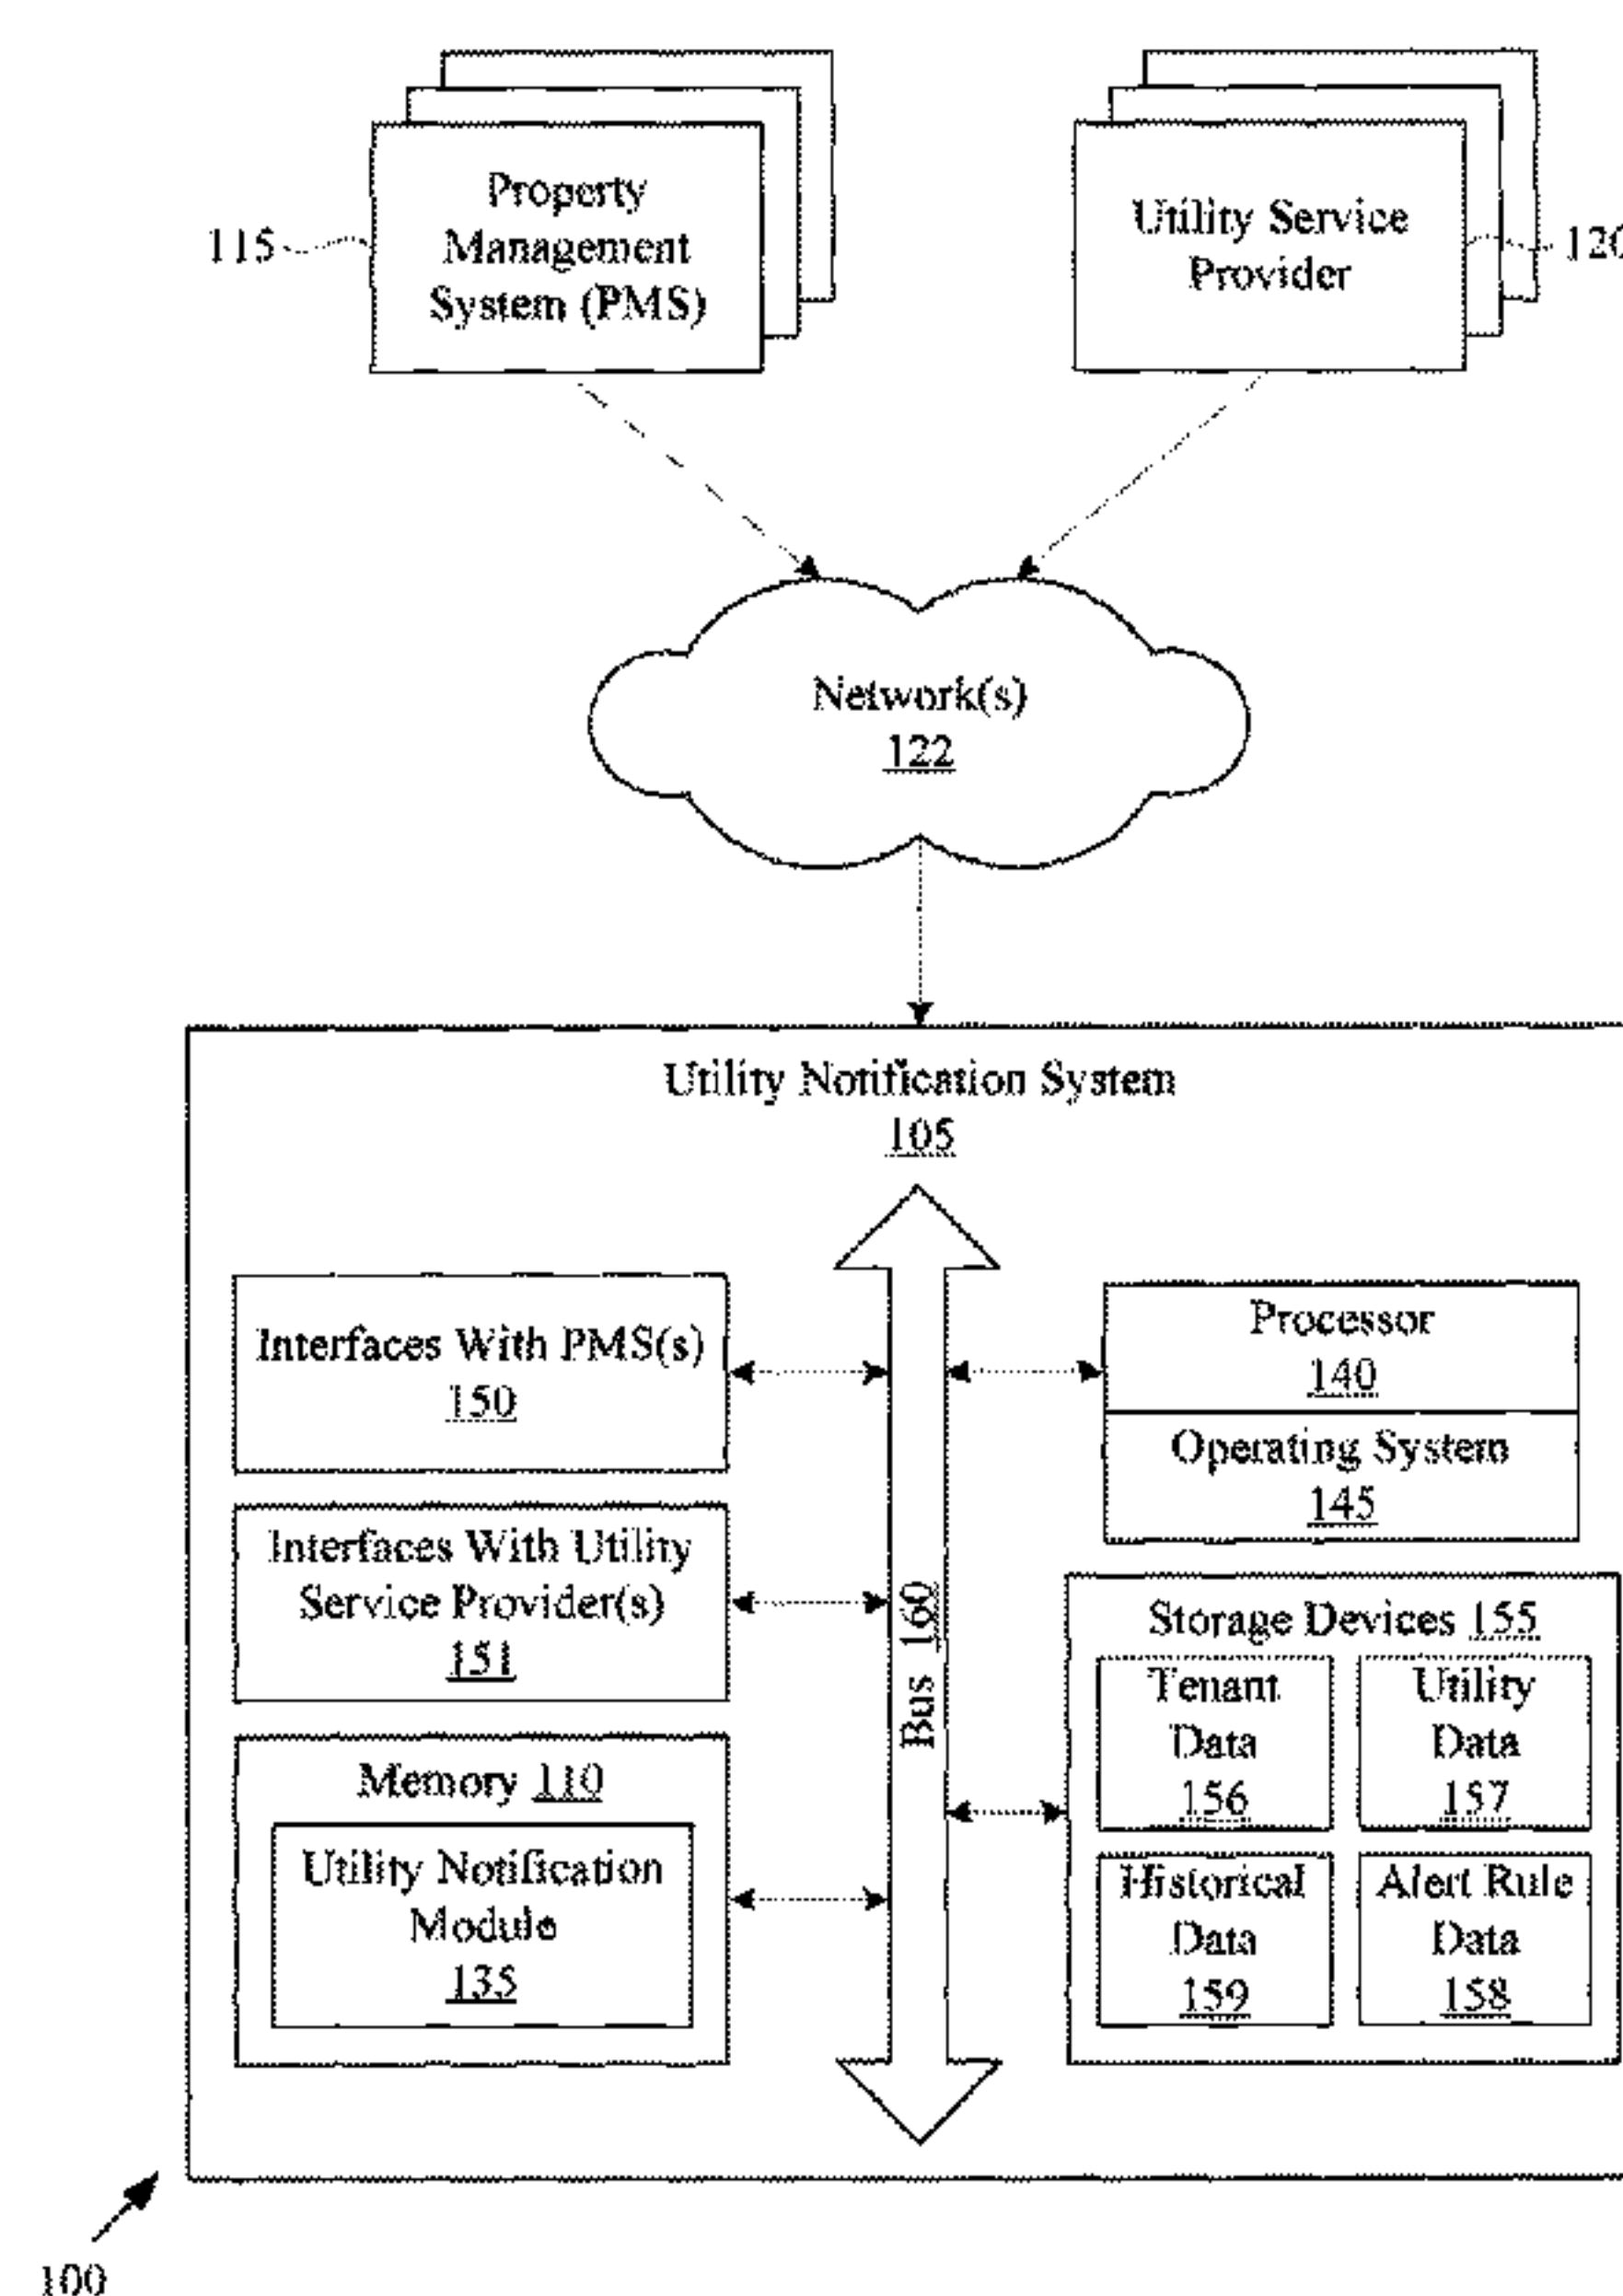 Property
Management
System (PMS)
115
Utility Service
Provider
120
Network(s)
122
Utility Notification System
105
Interfaces With PMS(s)
150
Processor
140
Operating System
145
Interfaces With Utility
Service Provider(s)
151
Bus 160
Storage Devices 155
Tenant
Data
156
Utility
Data
157
Memory 110
Utility Notification
Module
135
Historical
Data
159
Alert Rule
Data
158
100